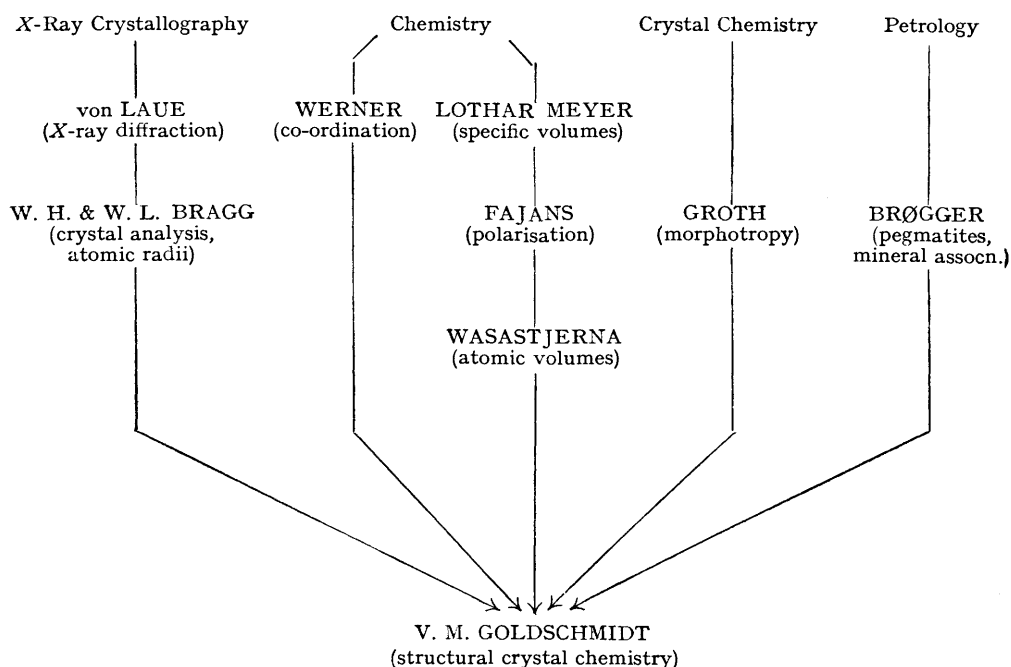 X-Ray Crystallography
Chemistry
Crystal Chemistry
Petrology
von LAUE
(X-ray diffraction)
WERNER
(co-ordination)
LOTHAR MEYER
(specific volumes)
W. H. & W. L. BRAGG
(crystal analysis,
atomic radii)
FAJANS
(polarisation)
GROTH
(morphotropy)
BRØGGER
(pegmatites,
mineral assocn.)
WASASTJERNA
(atomic volumes)
V. M. GOLDSCHMIDT
(structural crystal chemistry)